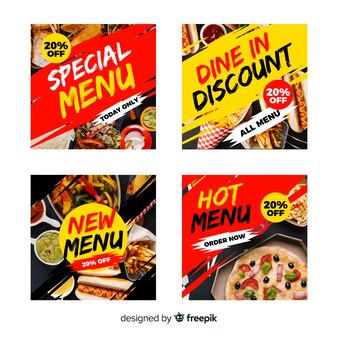 20%
OFF
SPECIAL
MENU
TODAY ONLY
DINE IN
DISCOUNT
20%
OFF
ALL MENU
NEW
MENU
20% OFF
HOT
MENU
20%
OFF
ORDER NOW
designed by freepik